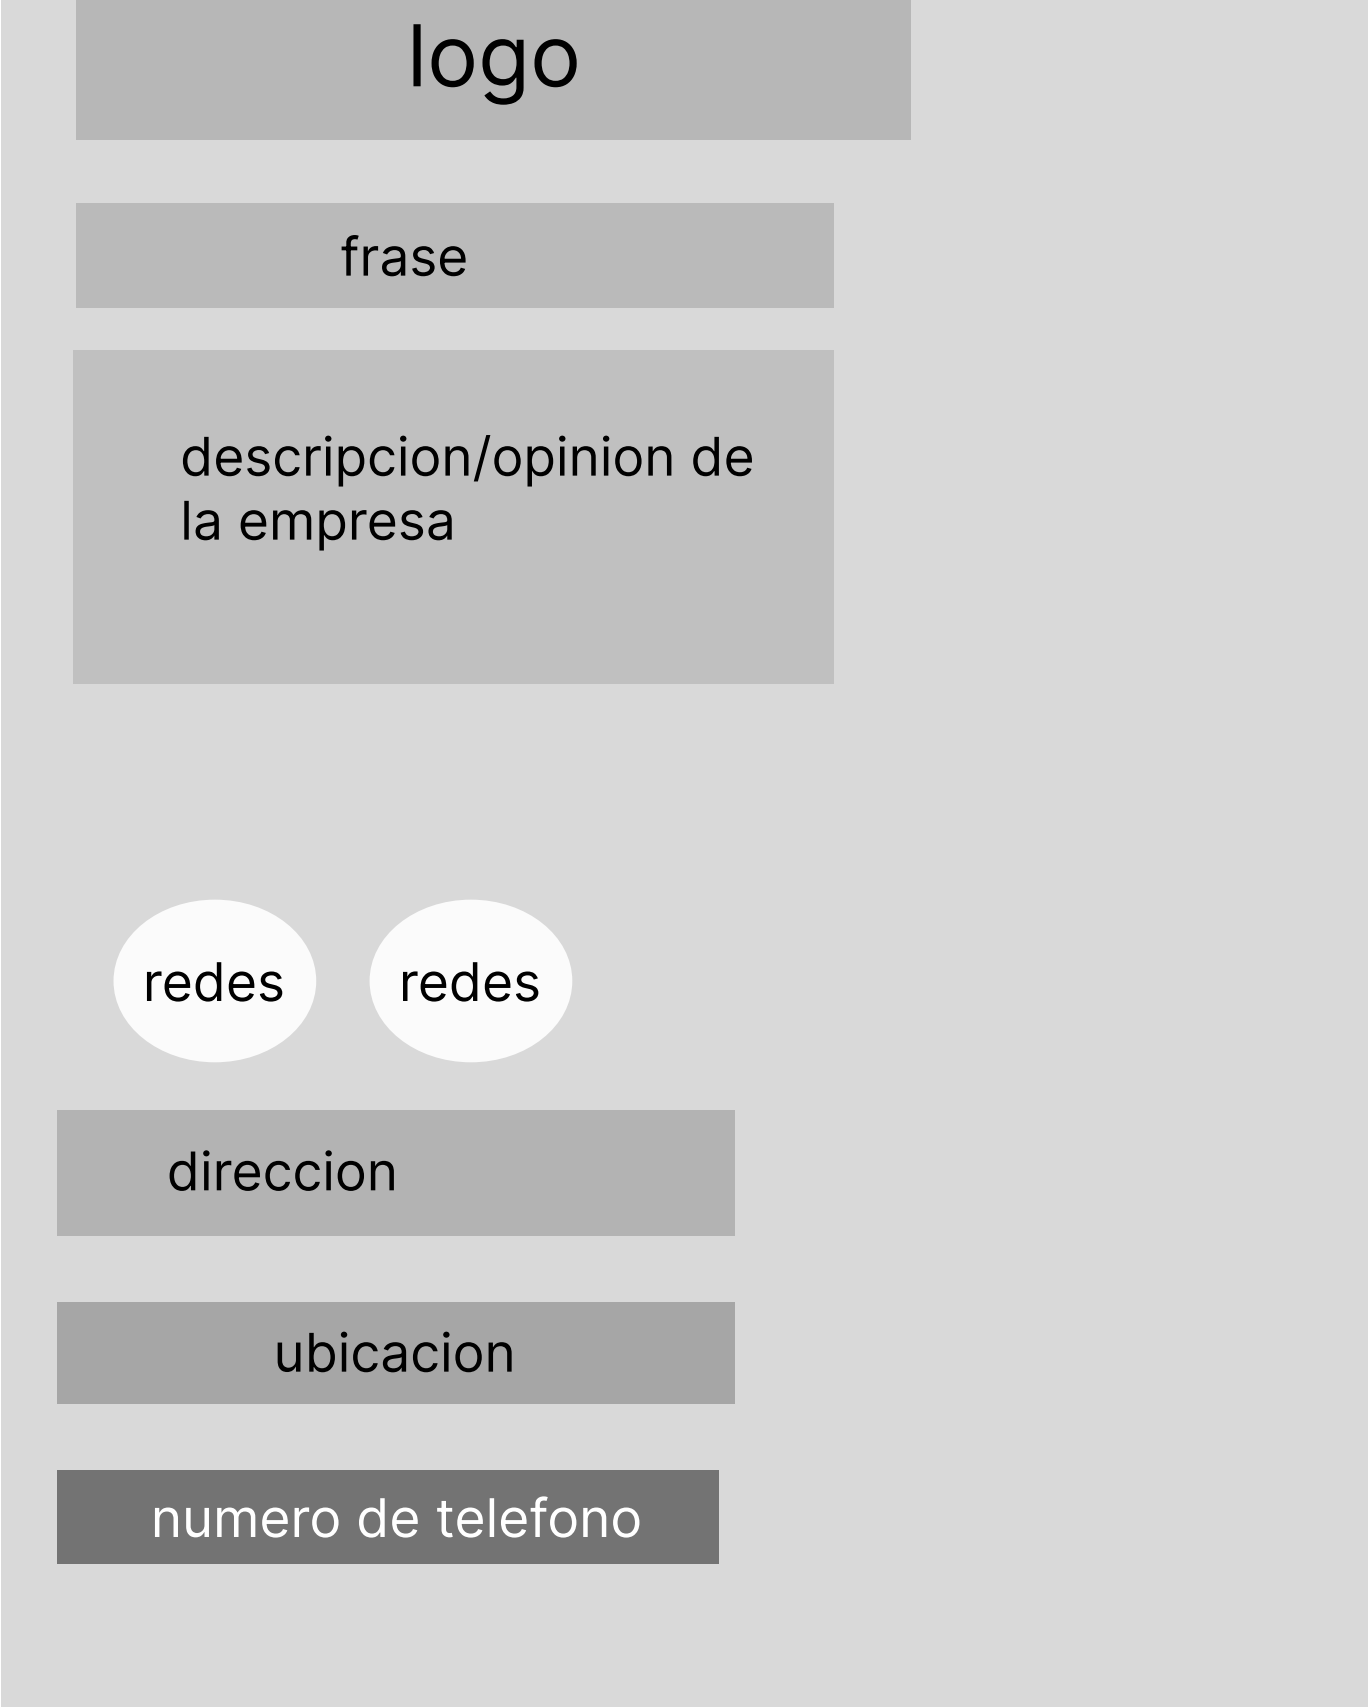 logo
frase
descripcion/opinion de
la empresa
redes
redes
direccion
ubicacion
numero de telefono